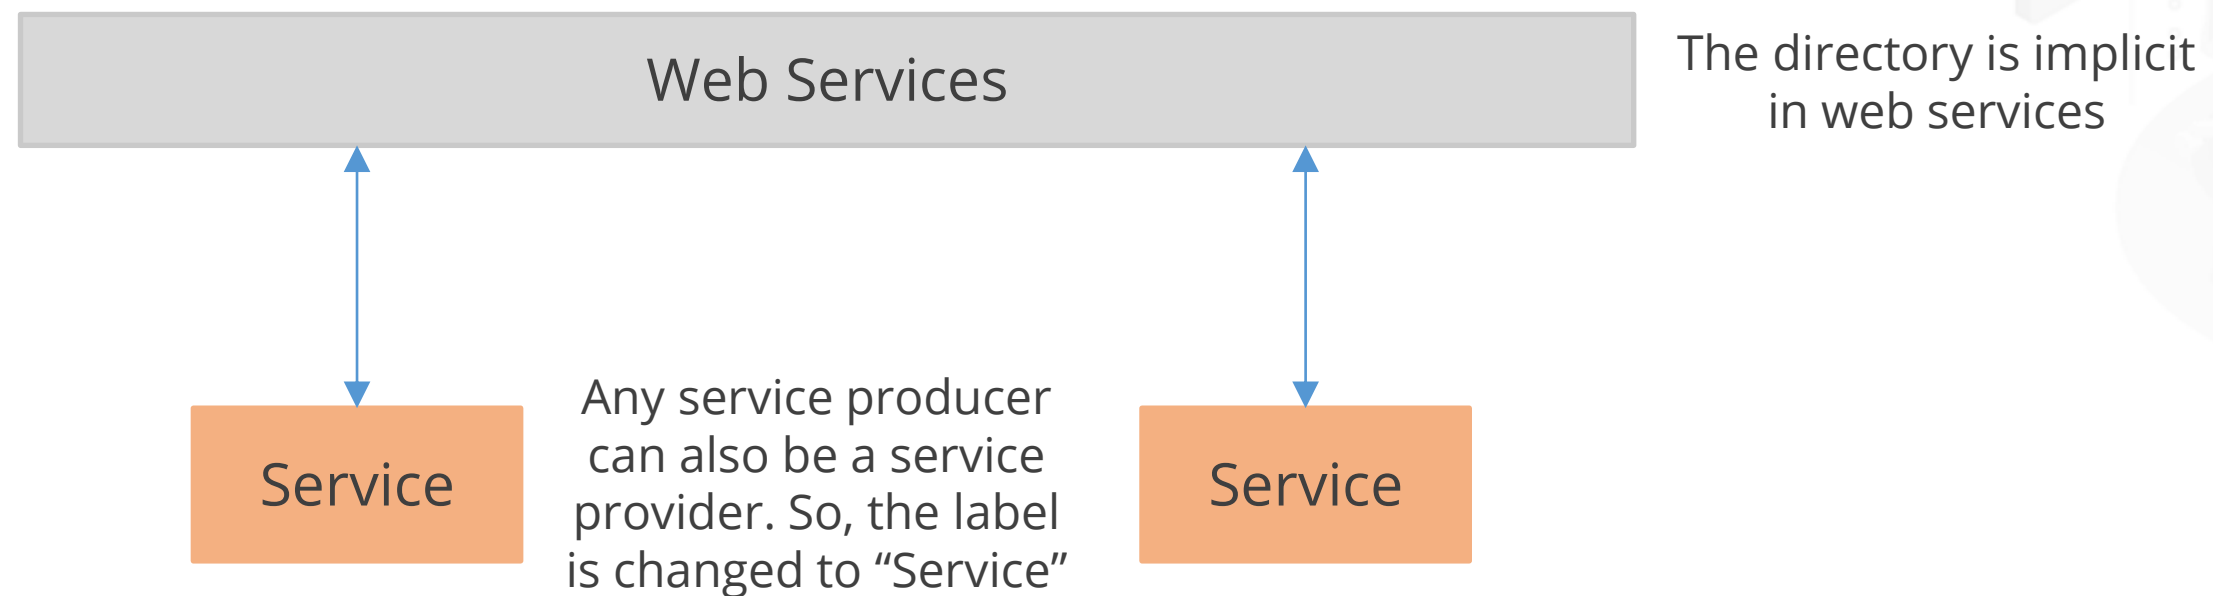 Web Services
The directory is implicit
in web services
Service
Any service producer
can also be a service
provider. So, the label
is changed to “Service”
Service